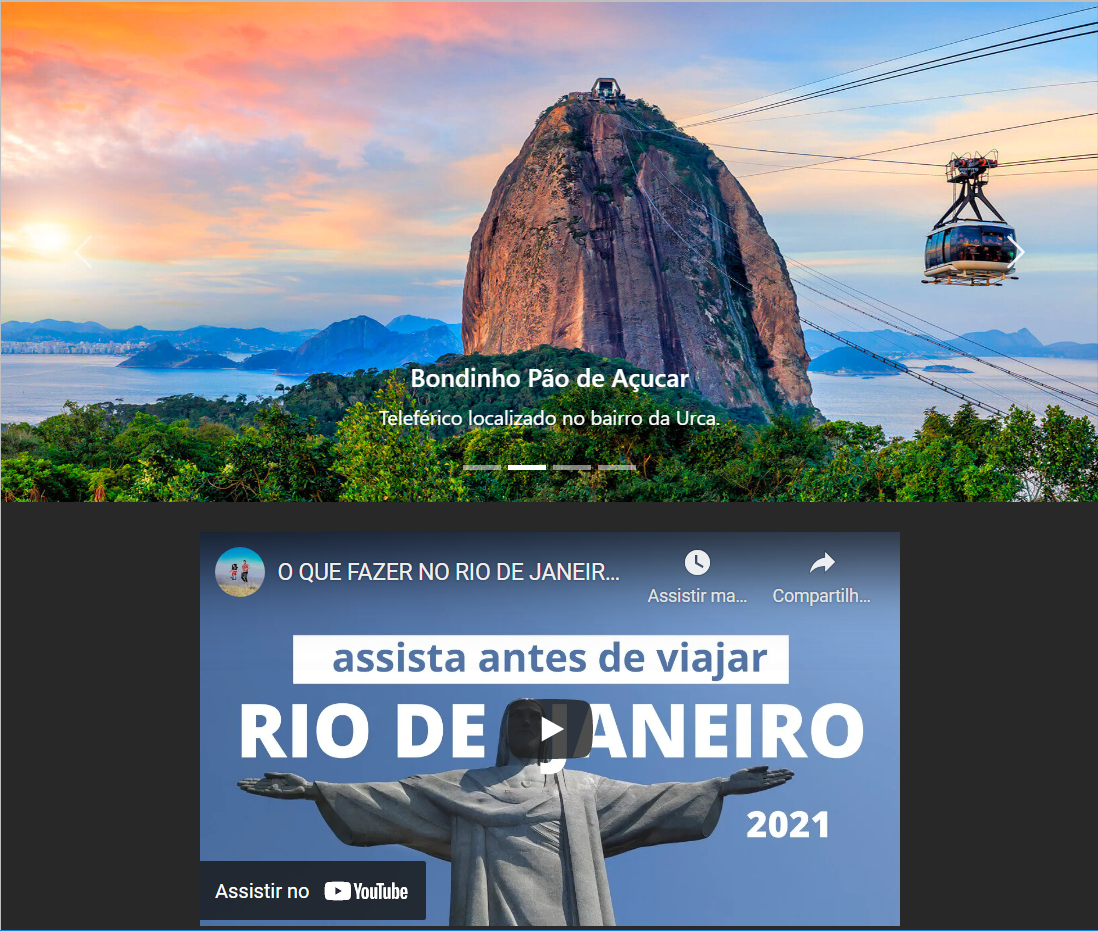 Bondinho Pão de Açucar
Teleférico localizado no bairro da Urca.
O QUE FAZER NO RIO DE JANEIR...
Assistir ma...
Compartilh...
assista antes de viajar
RIO DE JANEIRO
2021
Assistir no YouTube